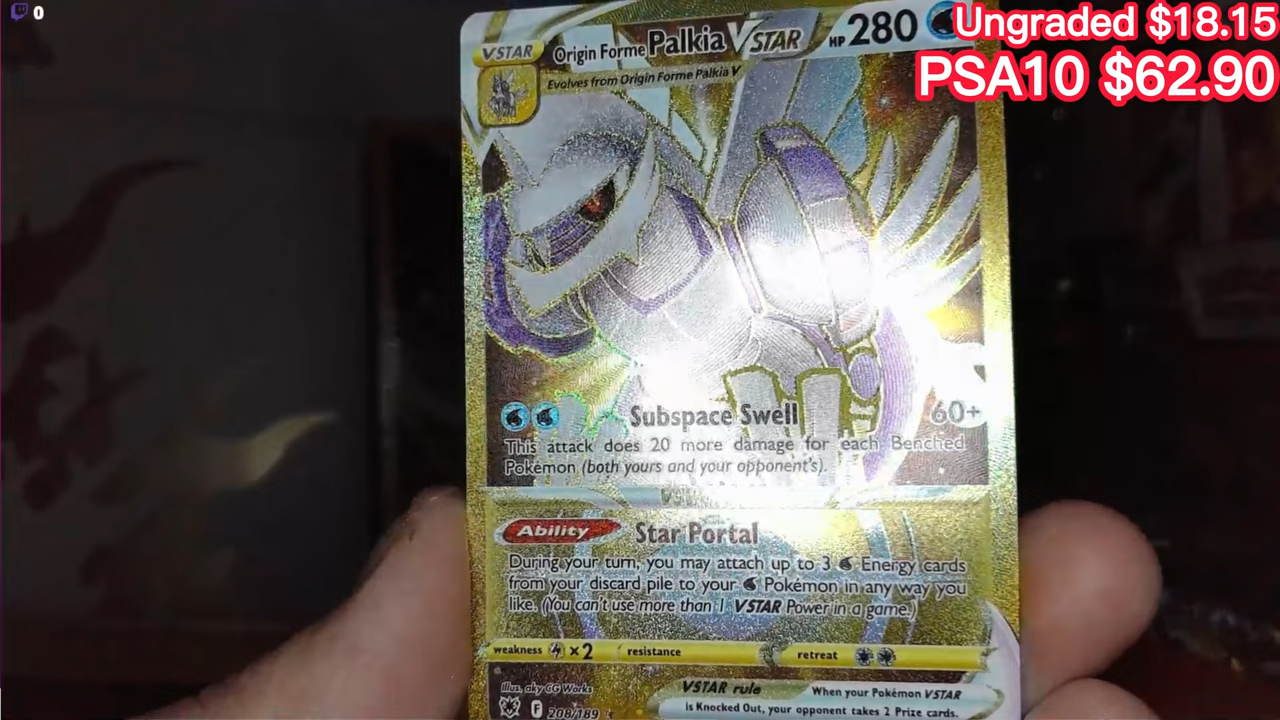 0
Ungraded $18.15
PSA10 $62.90
VSTAR Origin Forme Palkia VSTAR HP 280
Evolves from Origin Forme Palkia V
Subspace Swell 60+
This attack does 20 more damage for each Benched
Pokémon (both yours and your opponent's).
Ability Star Portal
During your turn, you may attach up to 3 Energy cards
from your discard pile to your Pokémon in any way you
like. (You can't use more than 1 VSTAR Power in a game.)
weakness ×2 resistance retreat
Illus. aky CG Works
VSTAR rule When your Pokémon VSTAR
is Knocked Out, your opponent takes 2 Prize cards.
F 208/189